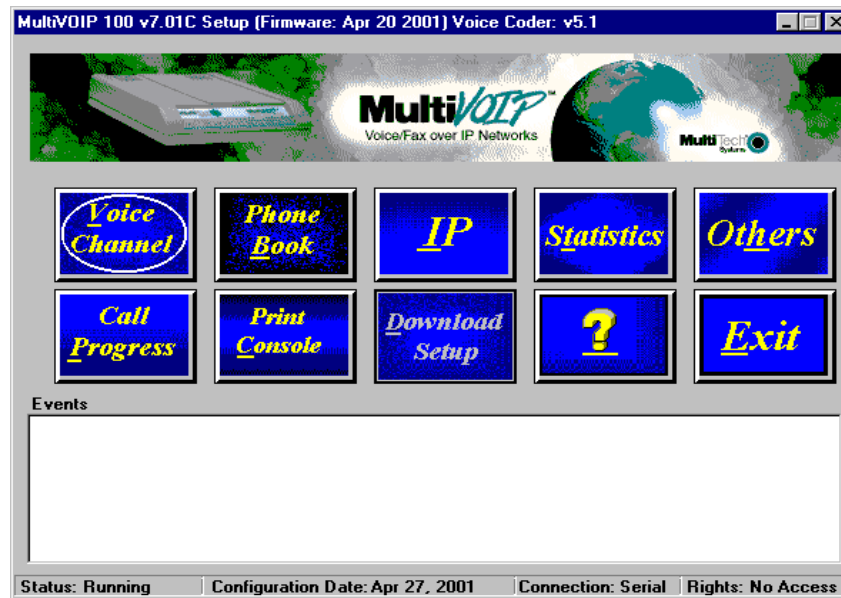 MultiVOIP 100 v7.01C Setup (Firmware: Apr 20 2001) Voice Coder: v5.1
MultiVOIP™
Voice/Fax over IP Networks
MultiTech
Systems
Voice Channel
Phone Book
IP
Statistics
Others
Call Progress
Print Console
Download Setup
?
Exit
Events
Status: Running
Configuration Date: Apr 27, 2001
Connection: Serial
Rights: No Access